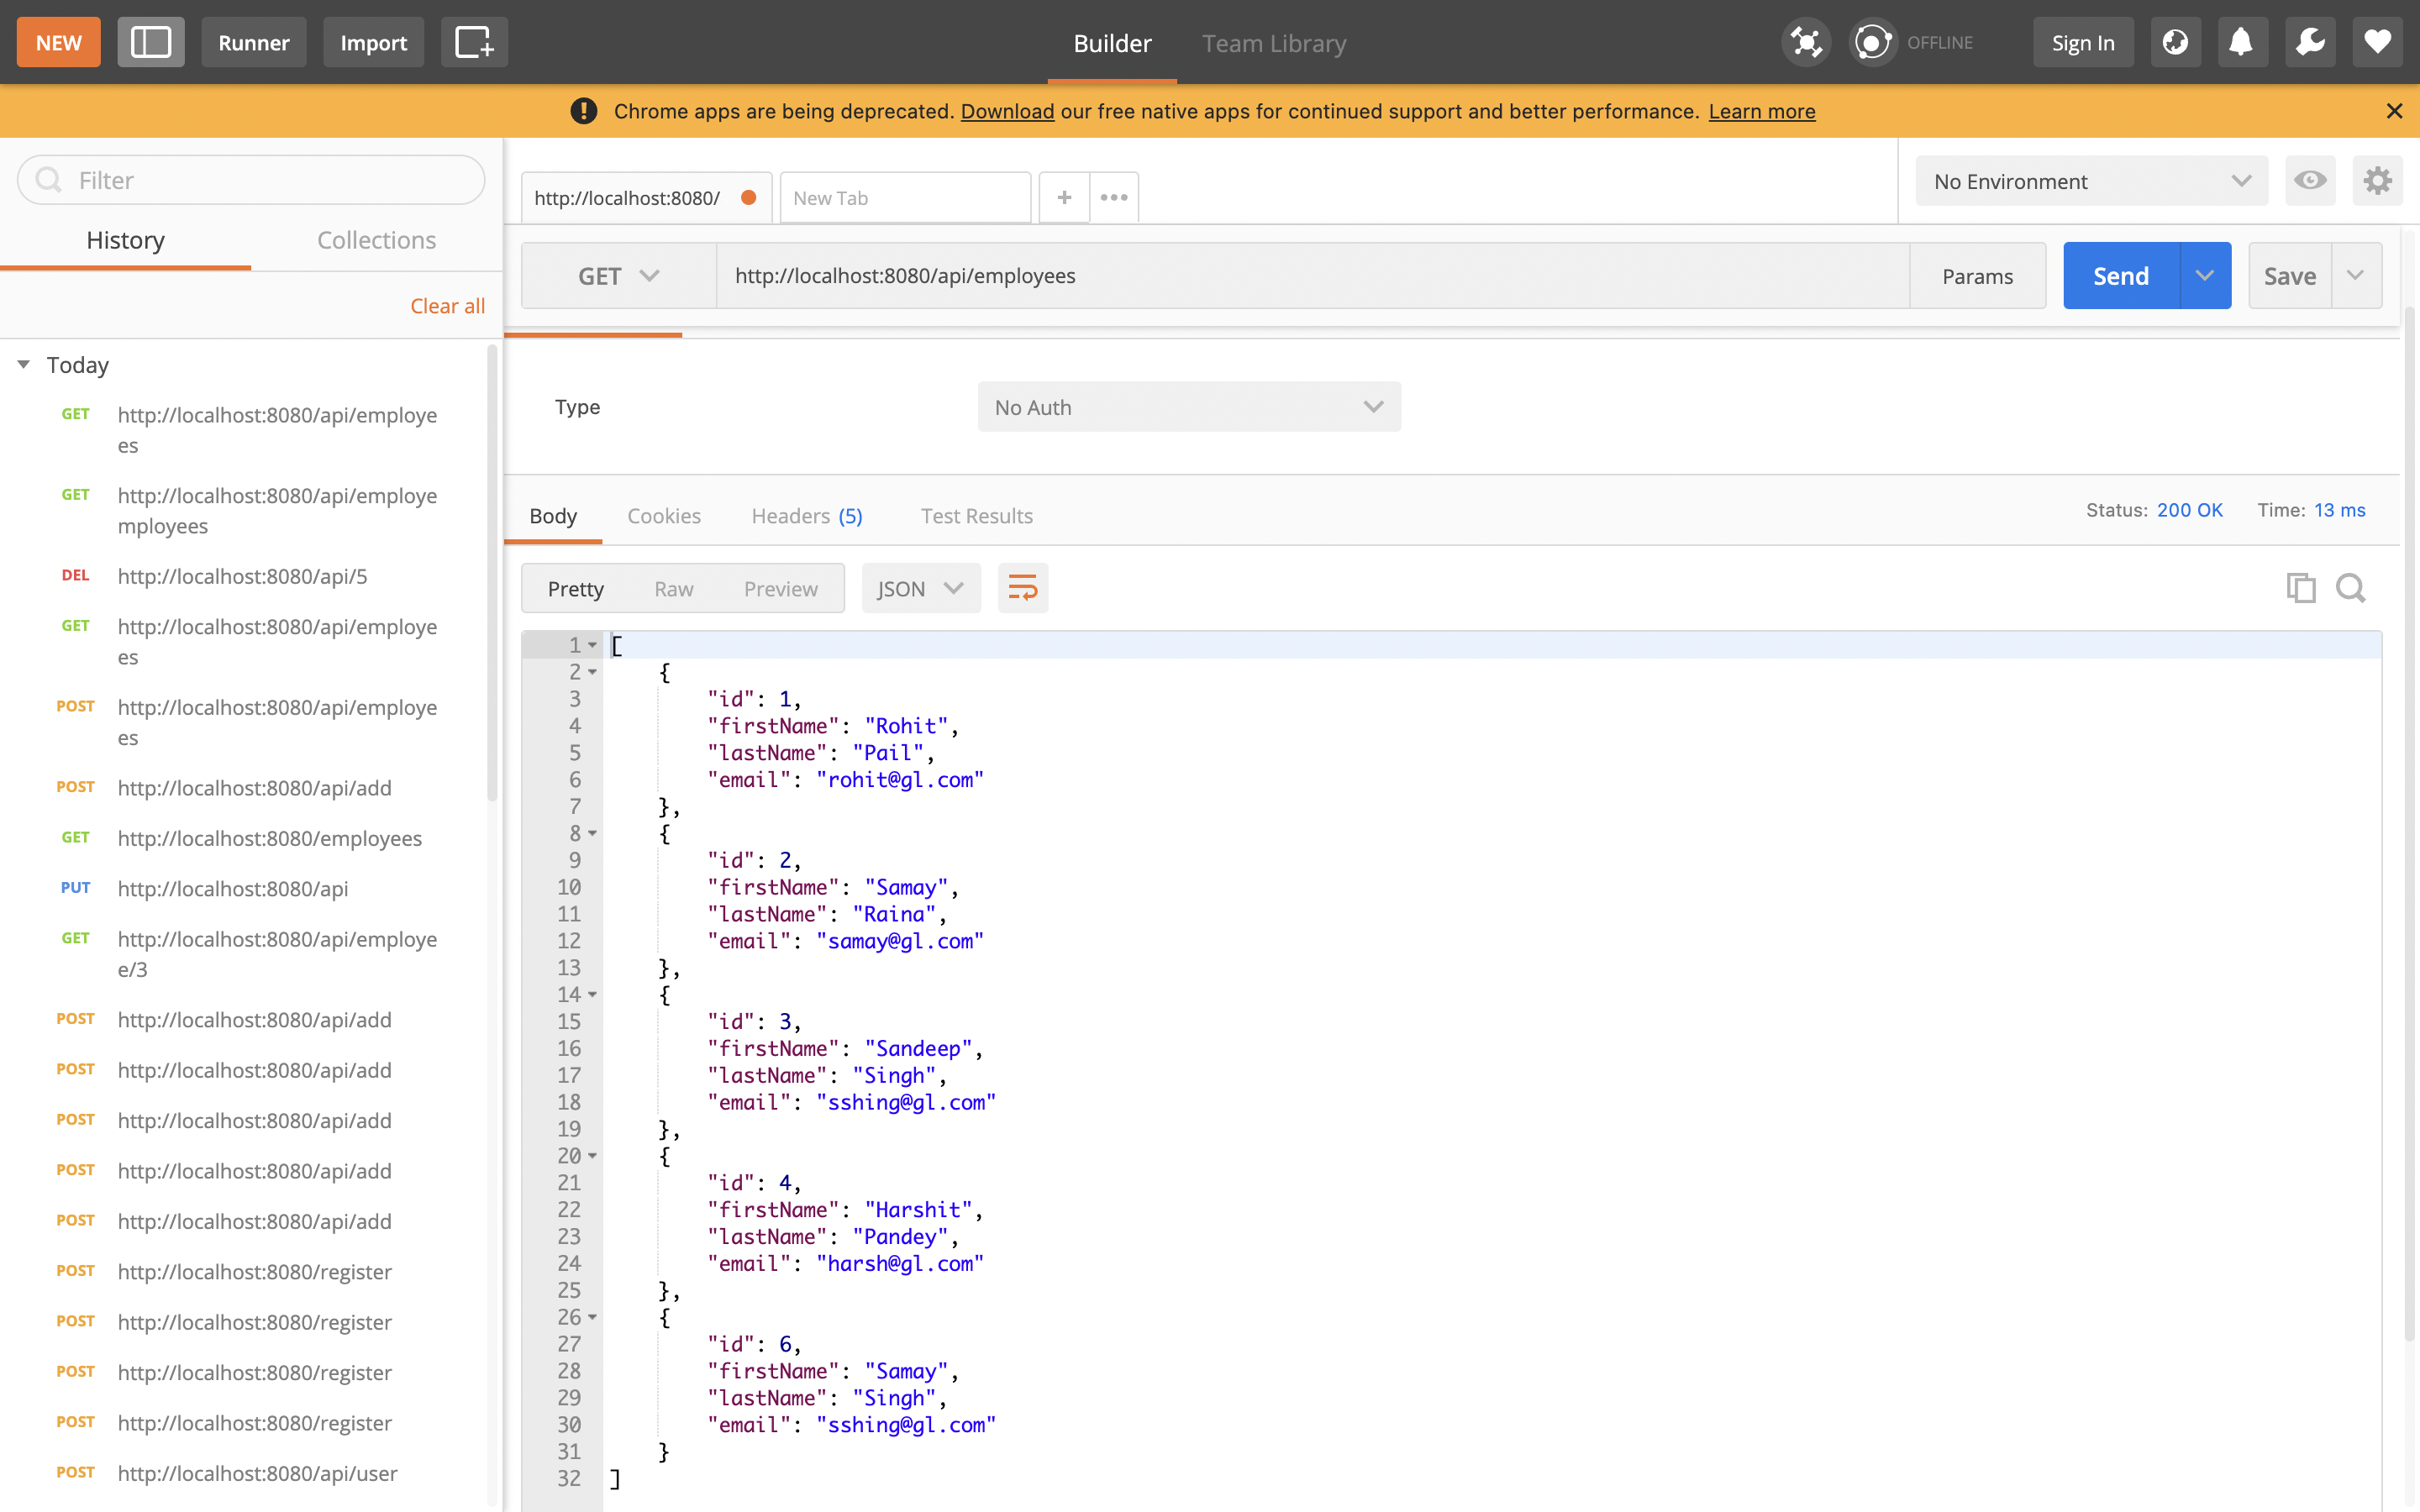 NEW Runner Import Builder Team Library OFFLINE Sign In
Chrome apps are being deprecated. Download our free native apps for continued support and better performance. Learn more
Filter
History Collections
Clear all
Today
GET http://localhost:8080/api/employe
es
GET http://localhost:8080/api/employe
mployees
DEL http://localhost:8080/api/5
GET http://localhost:8080/api/employe
es
POST http://localhost:8080/api/employe
es
POST http://localhost:8080/api/add
GET http://localhost:8080/employees
PUT http://localhost:8080/api
GET http://localhost:8080/api/employe
e/3
POST http://localhost:8080/api/add
POST http://localhost:8080/api/add
POST http://localhost:8080/api/add
POST http://localhost:8080/api/add
POST http://localhost:8080/api/add
POST http://localhost:8080/register
POST http://localhost:8080/register
POST http://localhost:8080/register
POST http://localhost:8080/register
POST http://localhost:8080/api/user
http://localhost:8080/ New Tab + •••
No Environment
GET http://localhost:8080/api/employees Params Send Save
Type No Auth
Body Cookies Headers (5) Test Results Status: 200 OK Time: 13 ms
Pretty Raw Preview JSON
1 [
2 {
3 "id": 1,
4 "firstName": "Rohit",
5 "lastName": "Pail",
6 "email": "rohit@gl.com"
7 },
8 {
9 "id": 2,
10 "firstName": "Samay",
11 "lastName": "Raina",
12 "email": "samay@gl.com"
13 },
14 {
15 "id": 3,
16 "firstName": "Sandeep",
17 "lastName": "Singh",
18 "email": "sshing@gl.com"
19 },
20 {
21 "id": 4,
22 "firstName": "Harshit",
23 "lastName": "Pandey",
24 "email": "harsh@gl.com"
25 },
26 {
27 "id": 6,
28 "firstName": "Samay",
29 "lastName": "Singh",
30 "email": "sshing@gl.com"
31 }
32 ]